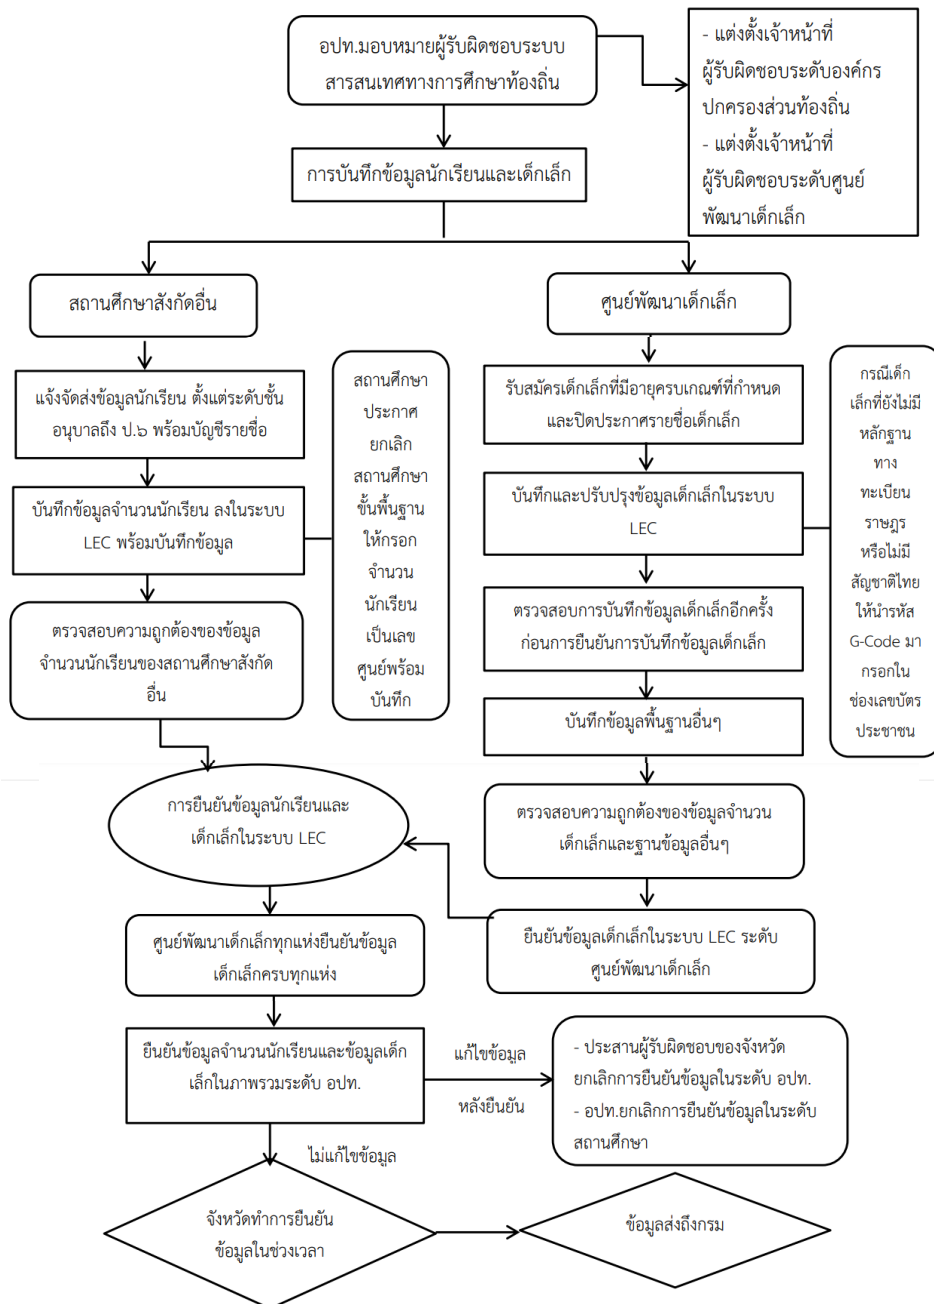 อปท.มอบหมายผู้รับผิดชอบระบบ
สารสนเทศทางการศึกษาท้องถิ่น
- แต่งตั้งเจ้าหน้าที่
ผู้รับผิดชอบระดับองค์กร
ปกครองส่วนท้องถิ่น
- แต่งตั้งเจ้าหน้าที่
ผู้รับผิดชอบระดับศูนย์
พัฒนาเด็กเล็ก
การบันทึกข้อมูลนักเรียนและเด็กเล็ก
สถานศึกษาสังกัดอื่น
แจ้งจัดส่งข้อมูลนักเรียน ตั้งแต่ระดับชั้น
อนุบาลถึง ป.๖ พร้อมบัญชีรายชื่อ
บันทึกข้อมูลจำนวนนักเรียน ลงในระบบ
LEC พร้อมบันทึกข้อมูล
ตรวจสอบความถูกต้องของข้อมูล
จำนวนนักเรียนของสถานศึกษาสังกัด
อื่น
สถานศึกษา
ประกาศ
ยกเลิก
สถานศึกษา
ขั้นพื้นฐาน
ให้กรอก
จำนวน
นักเรียน
เป็นเลข
ศูนย์พร้อม
บันทึก
ศูนย์พัฒนาเด็กเล็ก
รับสมัครเด็กเล็กที่มีอายุครบเกณฑ์ที่กำหนด
และปิดประกาศรายชื่อเด็กเล็ก
บันทึกและปรับปรุงข้อมูลเด็กเล็กในระบบ
LEC
ตรวจสอบการบันทึกข้อมูลเด็กเล็กอีกครั้ง
ก่อนการยืนยันการบันทึกข้อมูลเด็กเล็ก
บันทึกข้อมูลพื้นฐานอื่นๆ
ตรวจสอบความถูกต้องของข้อมูลจำนวน
เด็กเล็กและฐานข้อมูลอื่นๆ
ยืนยันข้อมูลเด็กเล็กในระบบ LEC ระดับ
ศูนย์พัฒนาเด็กเล็ก
กรณีเด็ก
เล็กที่ยังไม่มี
หลักฐาน
ทาง
ทะเบียน
ราษฎร
หรือไม่มี
สัญชาติไทย
ให้นำรหัส
G-Code มา
กรอกใน
ช่องเลขบัตร
ประชาชน
การยืนยันข้อมูลนักเรียนและ
เด็กเล็กในระบบ LEC
ศูนย์พัฒนาเด็กเล็กทุกแห่งยืนยันข้อมูล
เด็กเล็กครบทุกแห่ง
ยืนยันข้อมูลจำนวนนักเรียนและข้อมูลเด็ก
เล็กในภาพรวมระดับ อปท.
แก้ไขข้อมูล
หลังยืนยัน
- ประสานผู้รับผิดชอบของจังหวัด
ยกเลิกการยืนยันข้อมูลในระดับ อปท.
- อปท.ยกเลิกการยืนยันข้อมูลในระดับ
สถานศึกษา
ไม่แก้ไขข้อมูล
จังหวัดทำการยืนยัน
ข้อมูลในช่วงเวลา
ข้อมูลส่งถึงกรม